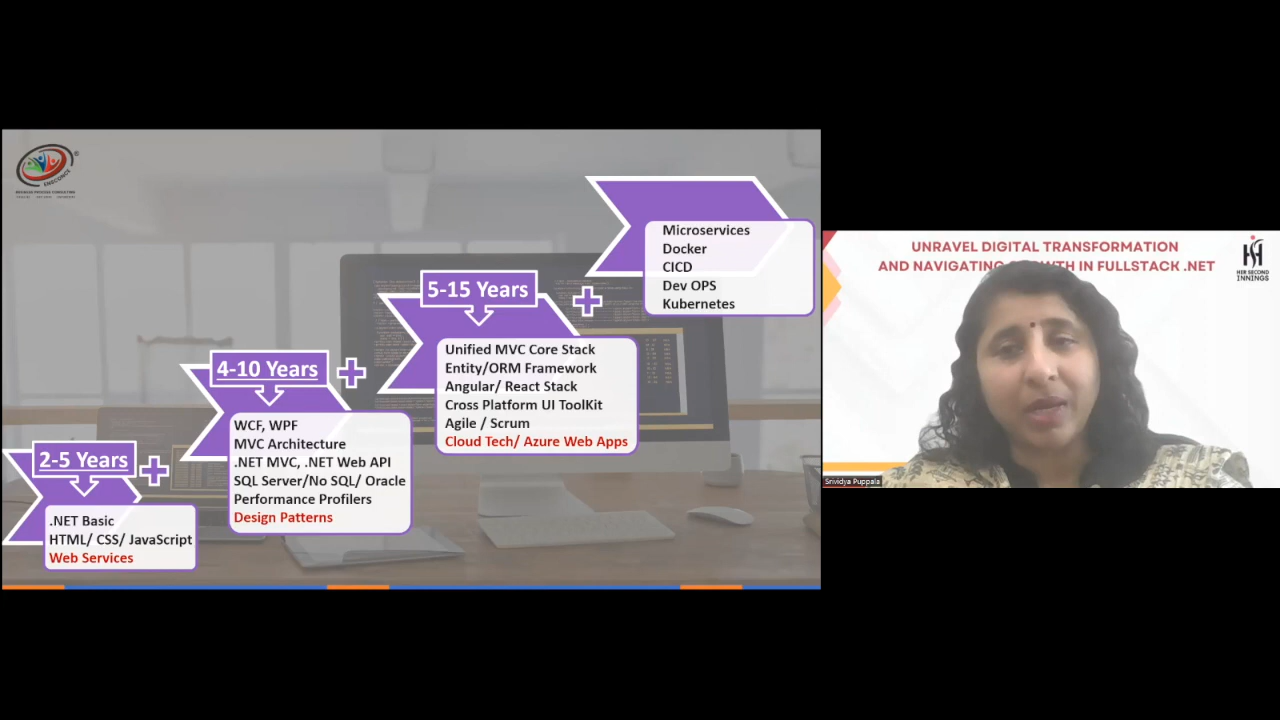 ENECUNCE
2-5 Years
.NET Basic
HTML/ CSS/ JavaScript
Web Services
4-10 Years
WCF, WPF
MVC Architecture
.NET MVC, .NET Web API
SQL Server/No SQL/ Oracle
Performance Profilers
Design Patterns
5-15 Years
Unified MVC Core Stack
Entity/ORM Framework
Angular/ React Stack
Cross Platform UI ToolKit
Agile / Scrum
Cloud Tech/ Azure Web Apps
Microservices
Docker
CICD
Dev OPS
Kubernetes
UNRAVEL DIGITAL TRANSFORMATION
AND NAVIGATING IN FULLSTACK .NET
HER SECOND
INNINGS
Srividya Puppala